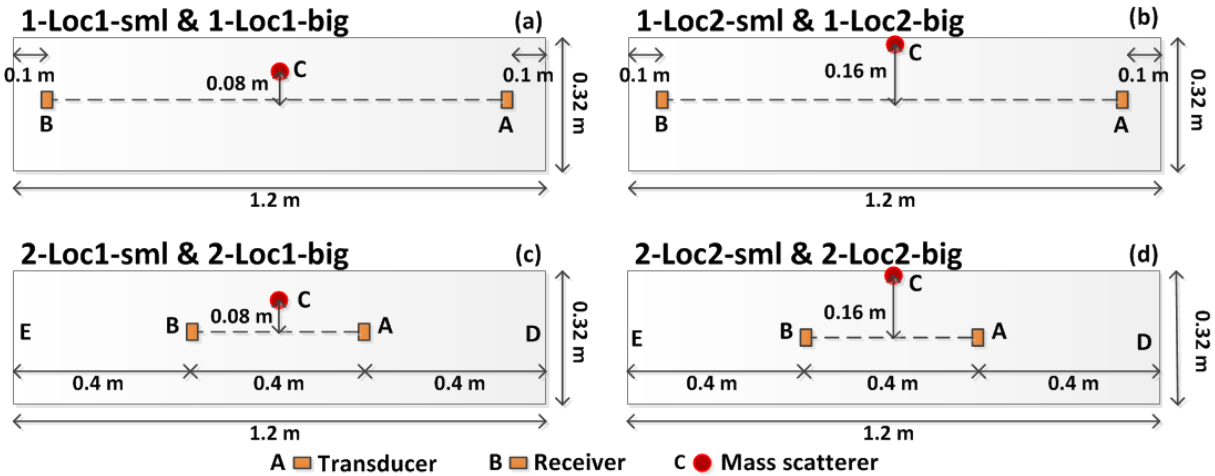 1-Loc1-sml & 1-Loc1-big
(a)
0.1 m
C
0.08 m
0.1 m
0.32 m
B
A
1.2 m
1-Loc2-sml & 1-Loc2-big
(b)
0.1 m
C
0.16 m
0.1 m
0.32 m
B
A
1.2 m
2-Loc1-sml & 2-Loc1-big
(c)
C
0.08 m
E
B
A
D
0.32 m
0.4 m
0.4 m
0.4 m
1.2 m
2-Loc2-sml & 2-Loc2-big
(d)
C
0.16 m
E
B
A
D
0.32 m
0.4 m
0.4 m
0.4 m
1.2 m
A Transducer B Receiver C Mass scatterer